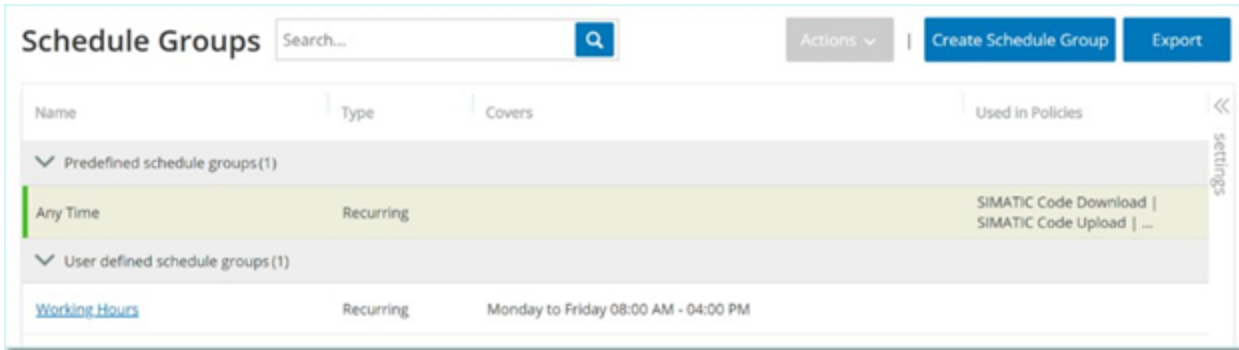 Schedule Groups Search... Actions | Create Schedule Group Export
Name Type Covers Used in Policies
settings
Predefined schedule groups (1)
Any Time Recurring SIMATIC Code Download |
SIMATIC Code Upload | ...
User defined schedule groups (1)
Working Hours Recurring Monday to Friday 08:00 AM - 04:00 PM